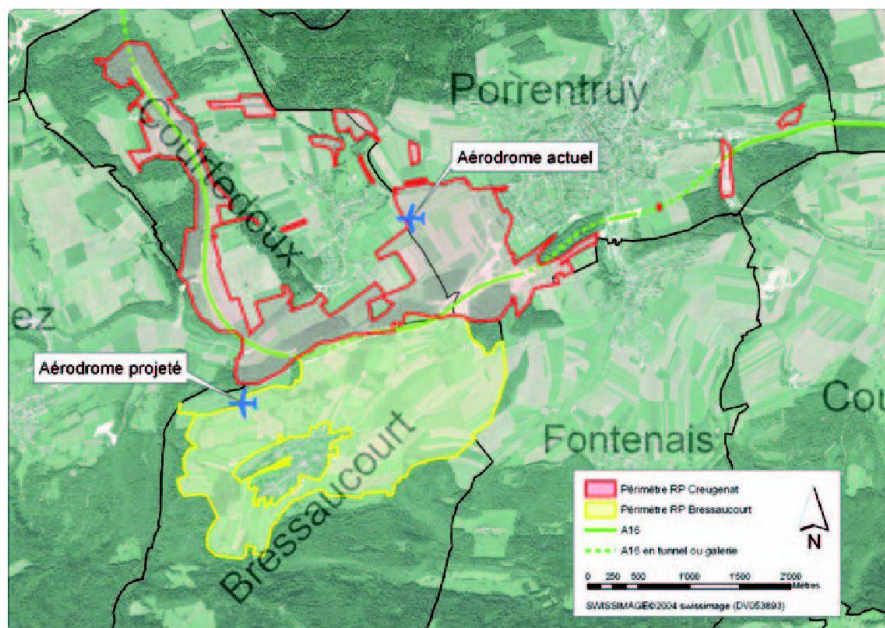 Porrentruy
Courtedoux
Aérodrome actuel
ez
Aérodrome projeté
Bressaucourt
Fontenais
Cou
Périmètre RP Creugenat
Périmètre RP Bressaucourt
A16
A16 en tunnel ou galerie
N
0 250 500 1'000 1'500 2'000
Mètres
SWISSIMAGE©2004 swissimage (DV053893)